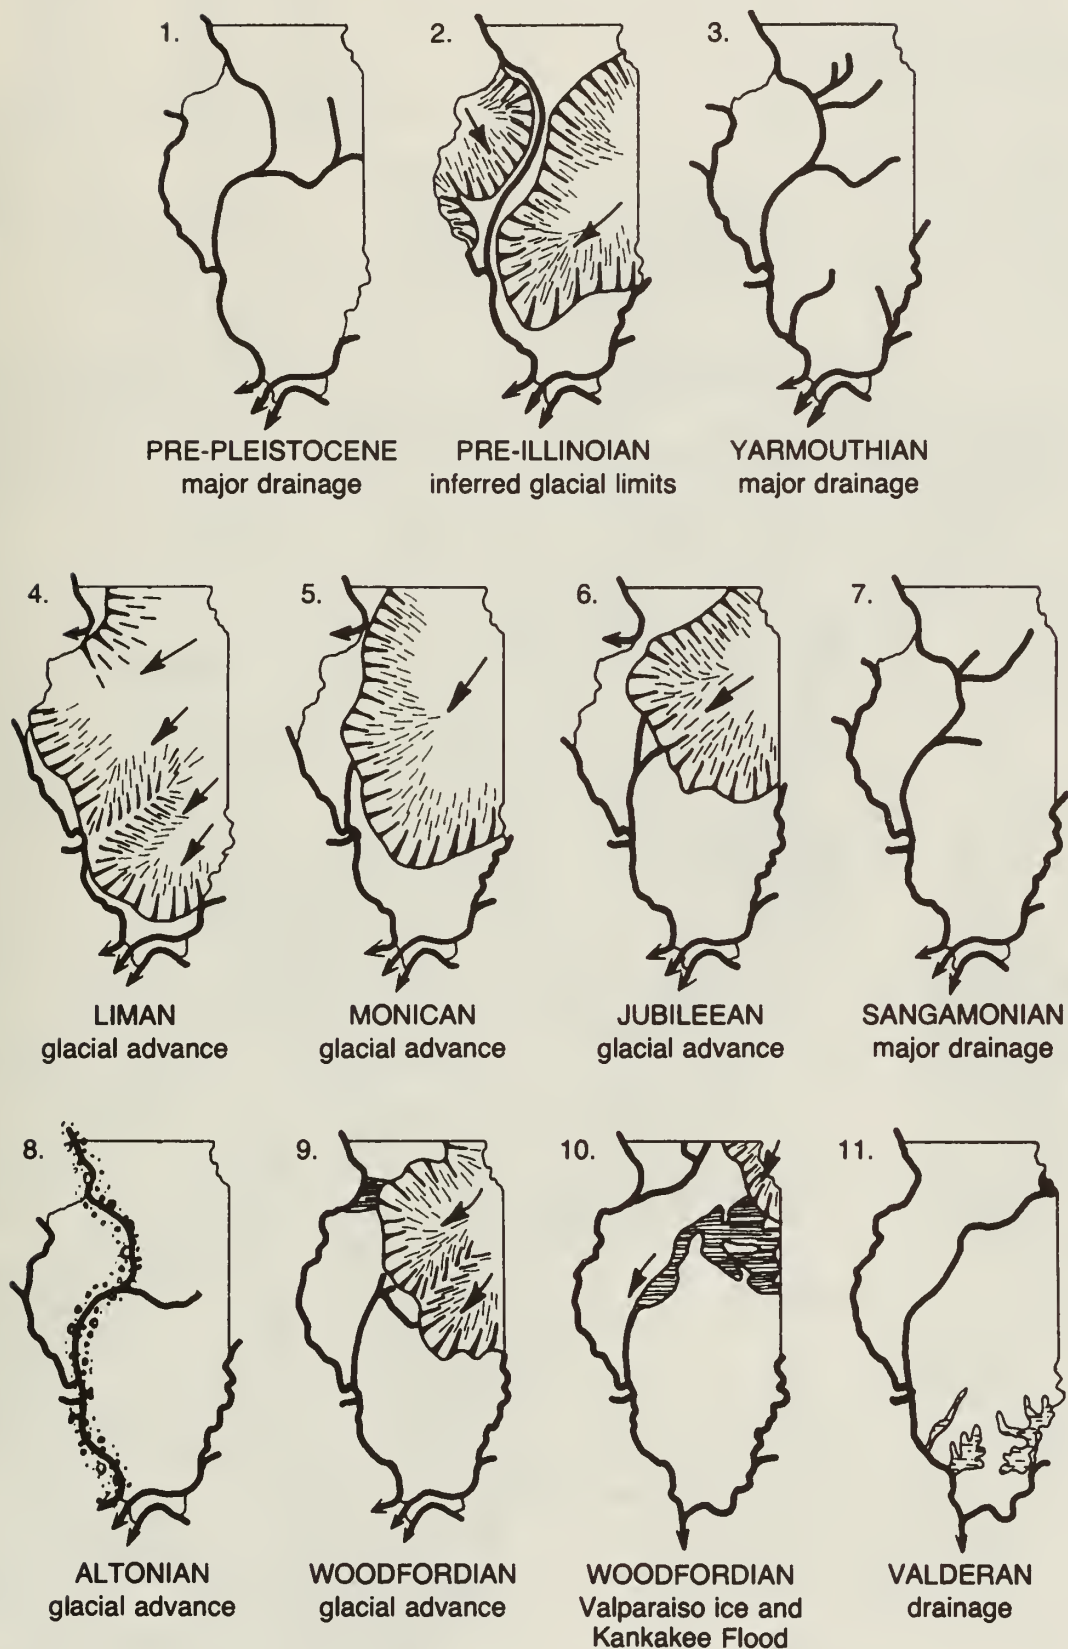 1.
2.
3.
PRE-PLEISTOCENE
major drainage
PRE-ILLINOIAN
inferred glacial limits
YARMOUTHIAN
major drainage
4.
5.
6.
7.
LIMAN
glacial advance
MONICAN
glacial advance
JUBILEEAN
glacial advance
SANGAMONIAN
major drainage
8.
9.
10.
11.
ALTONIAN
glacial advance
WOODFORDIAN
glacial advance
WOODFORDIAN
Valparaiso ice and
Kankakee Flood
VALDERAN
drainage